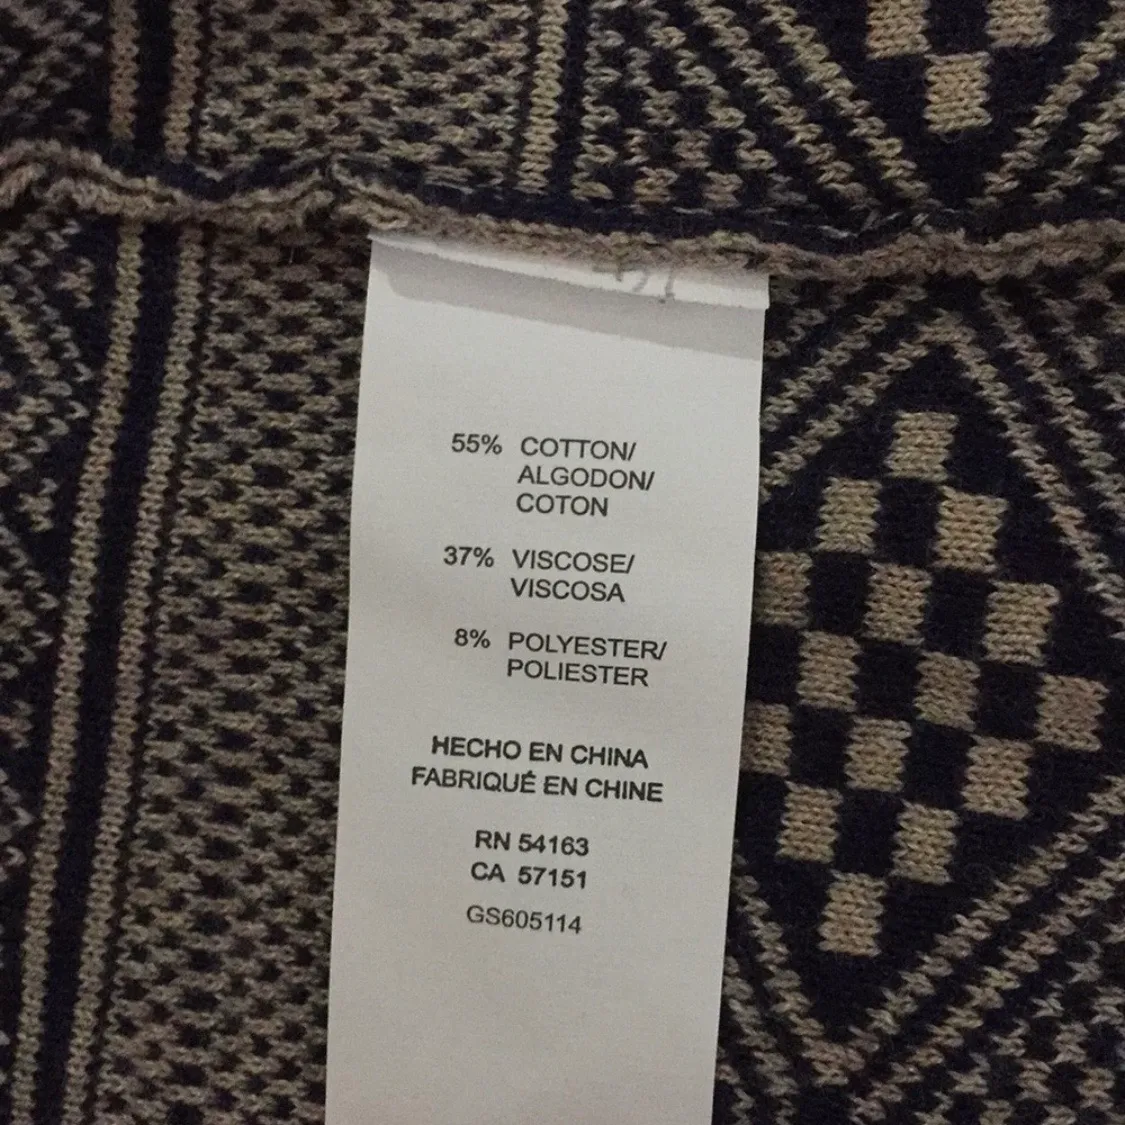 55% COTTON/
ALGODON/
COTON
37% VISCOSE/
VISCOSA
8% POLYESTER/
POLIESTER
HECHO EN CHINA
FABRIQUÉ EN CHINE
RN 54163
CA 57151
GS605114